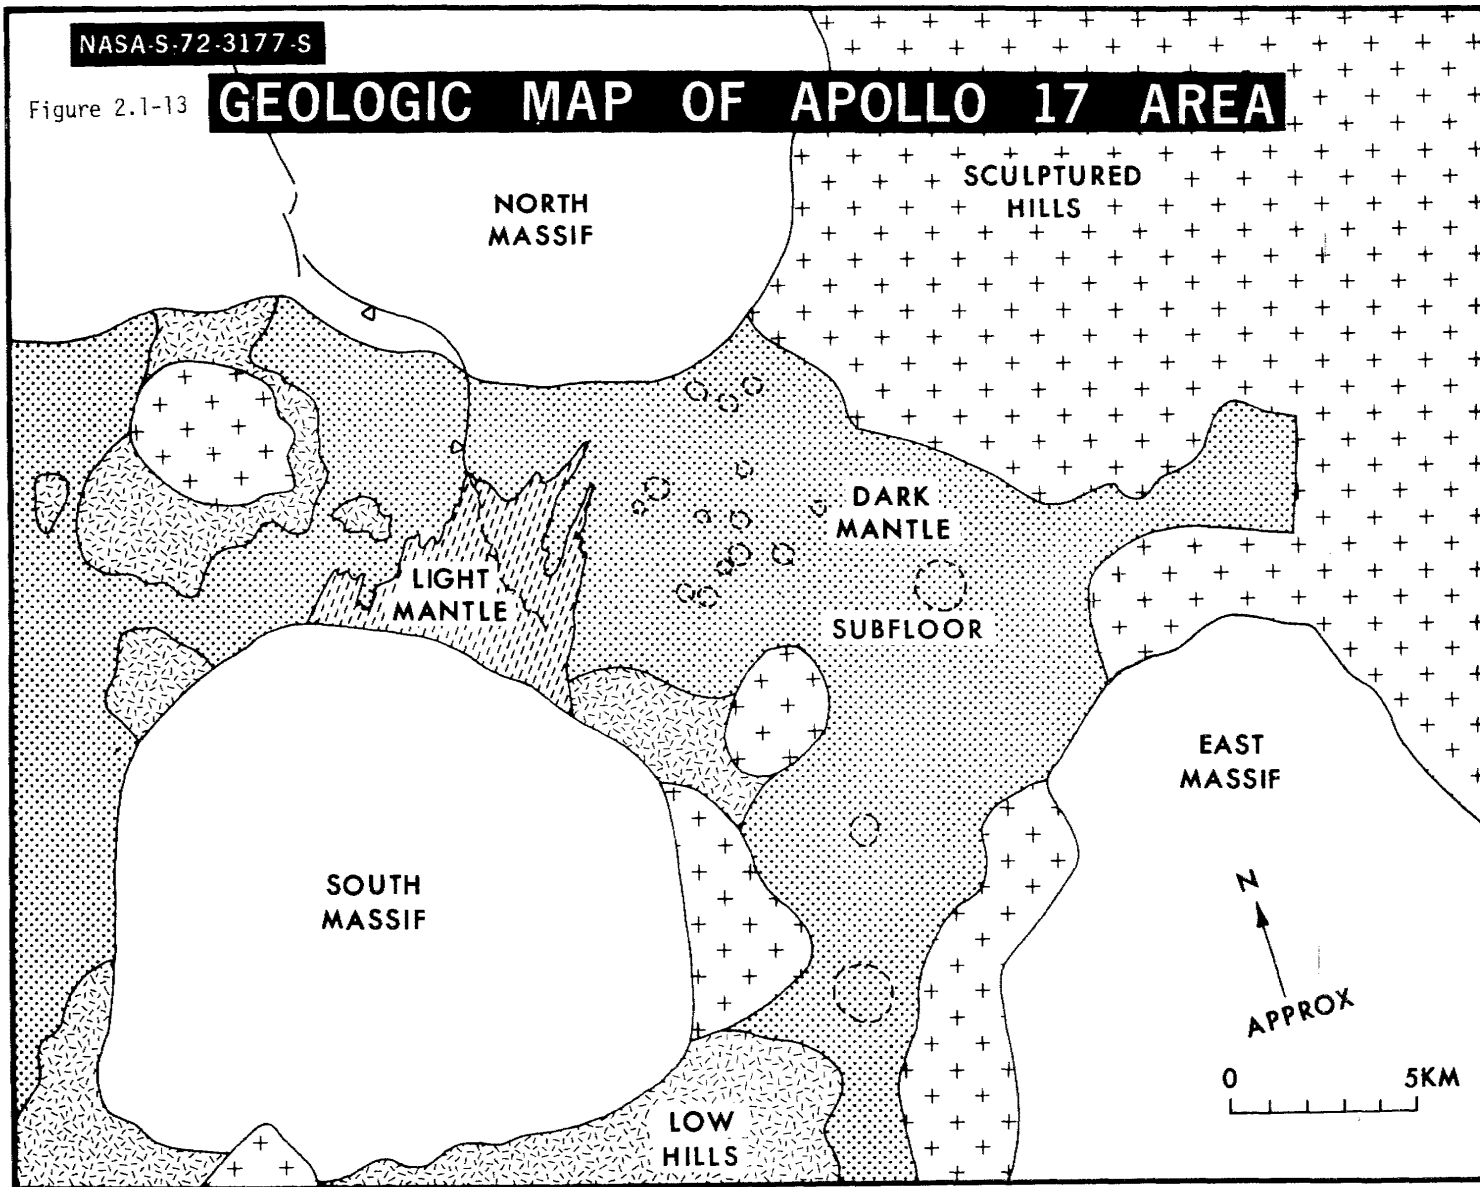 NASA-S-72-3177-S
Figure 2.1-13
GEOLOGIC MAP OF APOLLO 17 AREA
SCULPTURED
HILLS
NORTH
MASSIF
DARK
MANTLE
LIGHT
MANTLE
SUBFLOOR
EAST
MASSIF
SOUTH
MASSIF
N
APPROX
0 5KM
LOW
HILLS